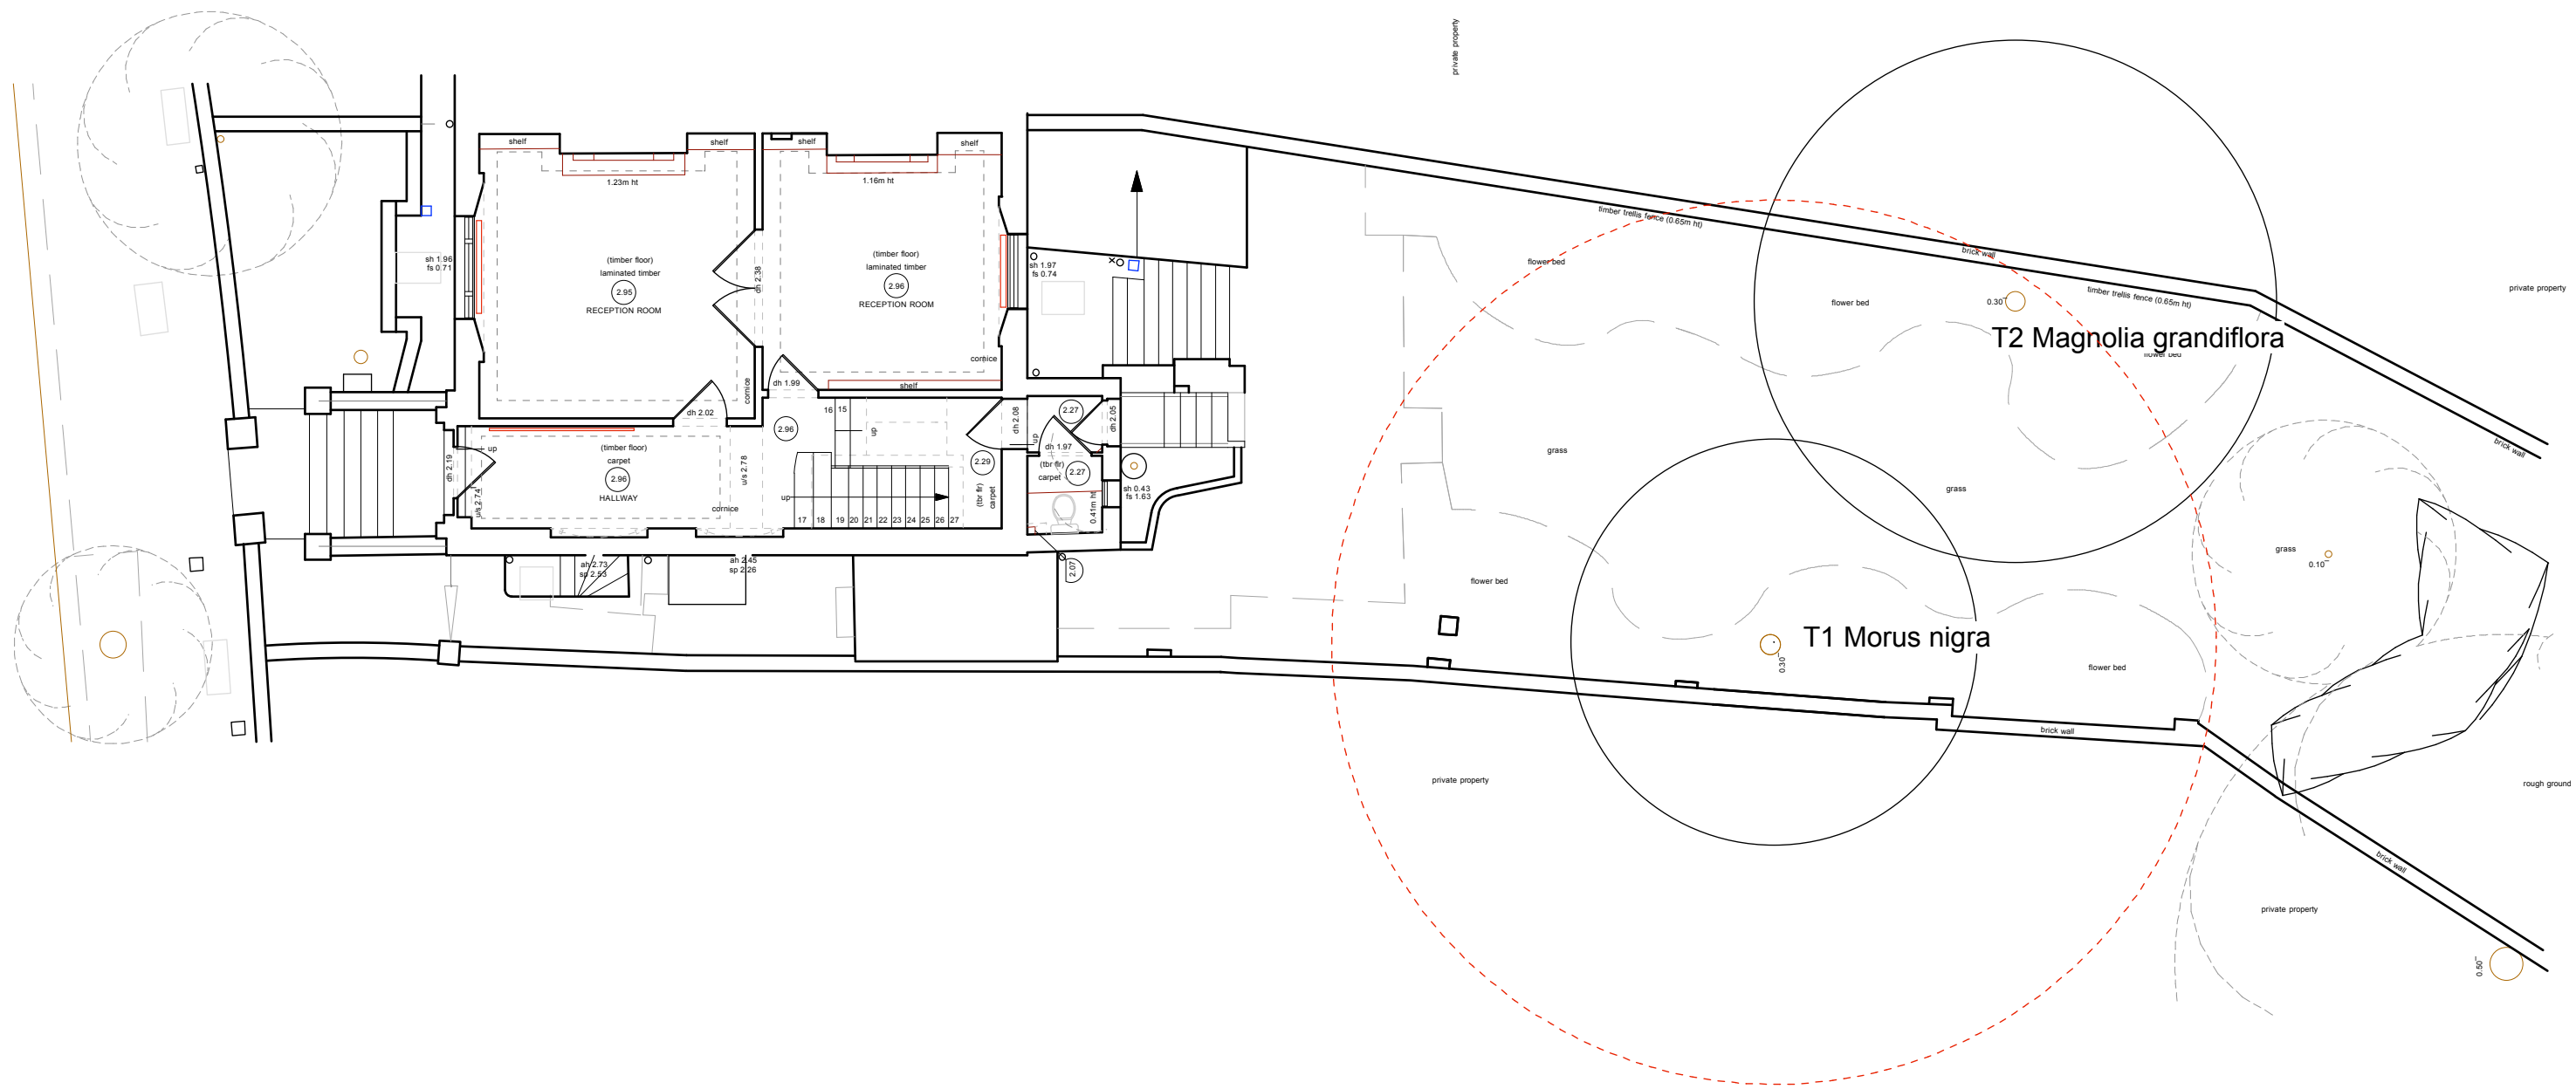 private property
shelf
shelf
shelf
shelf
1.23m ht
1.16m ht
timber trellis fence (0.65m ht)
brick wall
sh 1.96
fs 0.71
(timber floor)
laminated timber
2.95
RECEPTION ROOM
dh 2.38
(timber floor)
laminated timber
2.96
RECEPTION ROOM
sh 1.97
fs 0.74
x
flower bed
flower bed
0.30
timber trellis fence (0.65m ht)
private property
T2 Magnolia grandiflora
flower bed
cornice
cornice
dh 1.99
shelf
dh 2.02
16
15
2.96
up
dh 2.08
up
2.27
dh 2.05
dh 1.97
(tbr flr)
carpet
2.27
up
dh 2.19
u/s 2.74
(timber floor)
carpet
2.96
HALLWAY
u/s 2.78
cornice
up
17 18 19 20 21 22 23 24 25 26 27
2.29
(tbr flr)
carpet
0.41m ht
sh 0.43
fs 1.63
grass
grass
brick wall
ah 2.73
sp 2.53
ah 2.45
sp 2.26
2.07
flower bed
grass
0.10
T1 Morus nigra
0.30
flower bed
brick wall
private property
rough ground
brick wall
private property
0.50